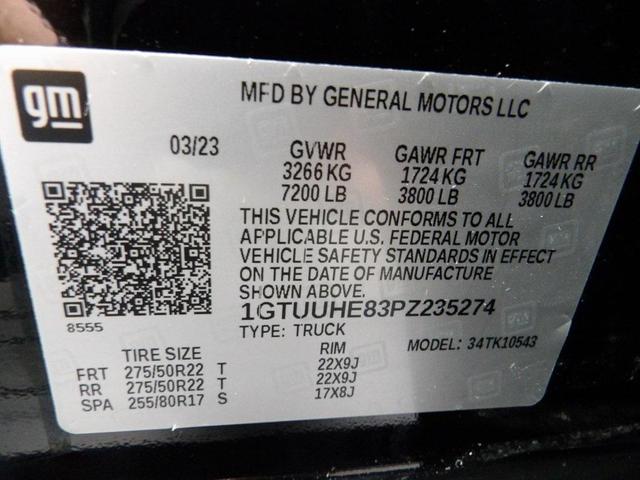 gm
MFD BY GENERAL MOTORS LLC
03/23 GVWR GAWR FRT GAWR RR
3266 KG 1724 KG 1724 KG
7200 LB 3800 LB 3800 LB
THIS VEHICLE CONFORMS TO ALL
APPLICABLE U.S. FEDERAL MOTOR
VEHICLE SAFETY STANDARDS IN EFFECT
ON THE DATE OF MANUFACTURE
SHOWN ABOVE.
1GTUUHE83PZ235274
8555
TYPE: TRUCK
TIRE SIZE RIM MODEL: 34TK10543
FRT 275/50R22 T 22X9J
RR 275/50R22 T 22X9J
SPA 255/80R17 S 17X8J